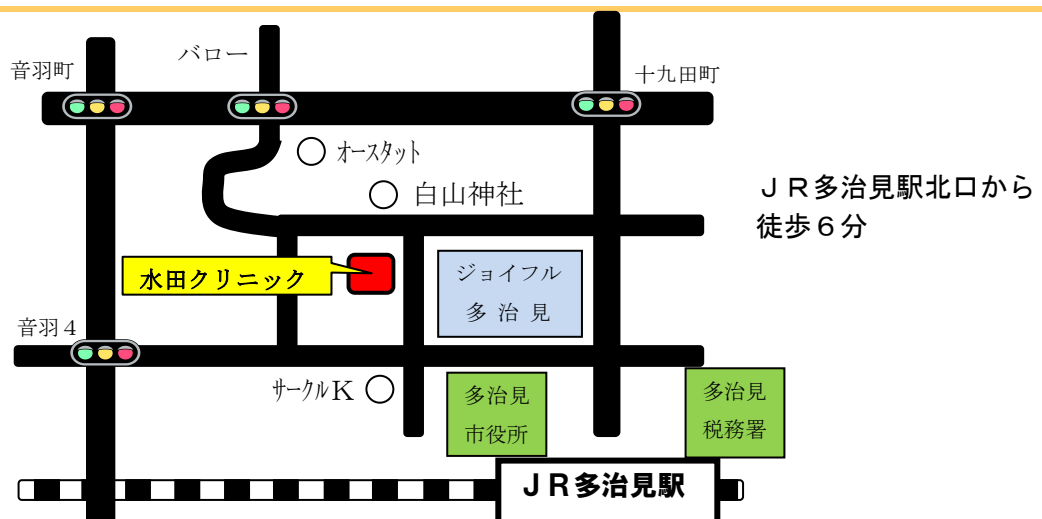 バロー
音羽町
十九田町
オースタット
白山神社
ＪＲ多治見駅北口から
徒歩６分
水田クリニック
ジョイフル
多 治 見
音羽４
サークルＫ
多治見
市役所
多治見
税務署
ＪＲ多治見駅